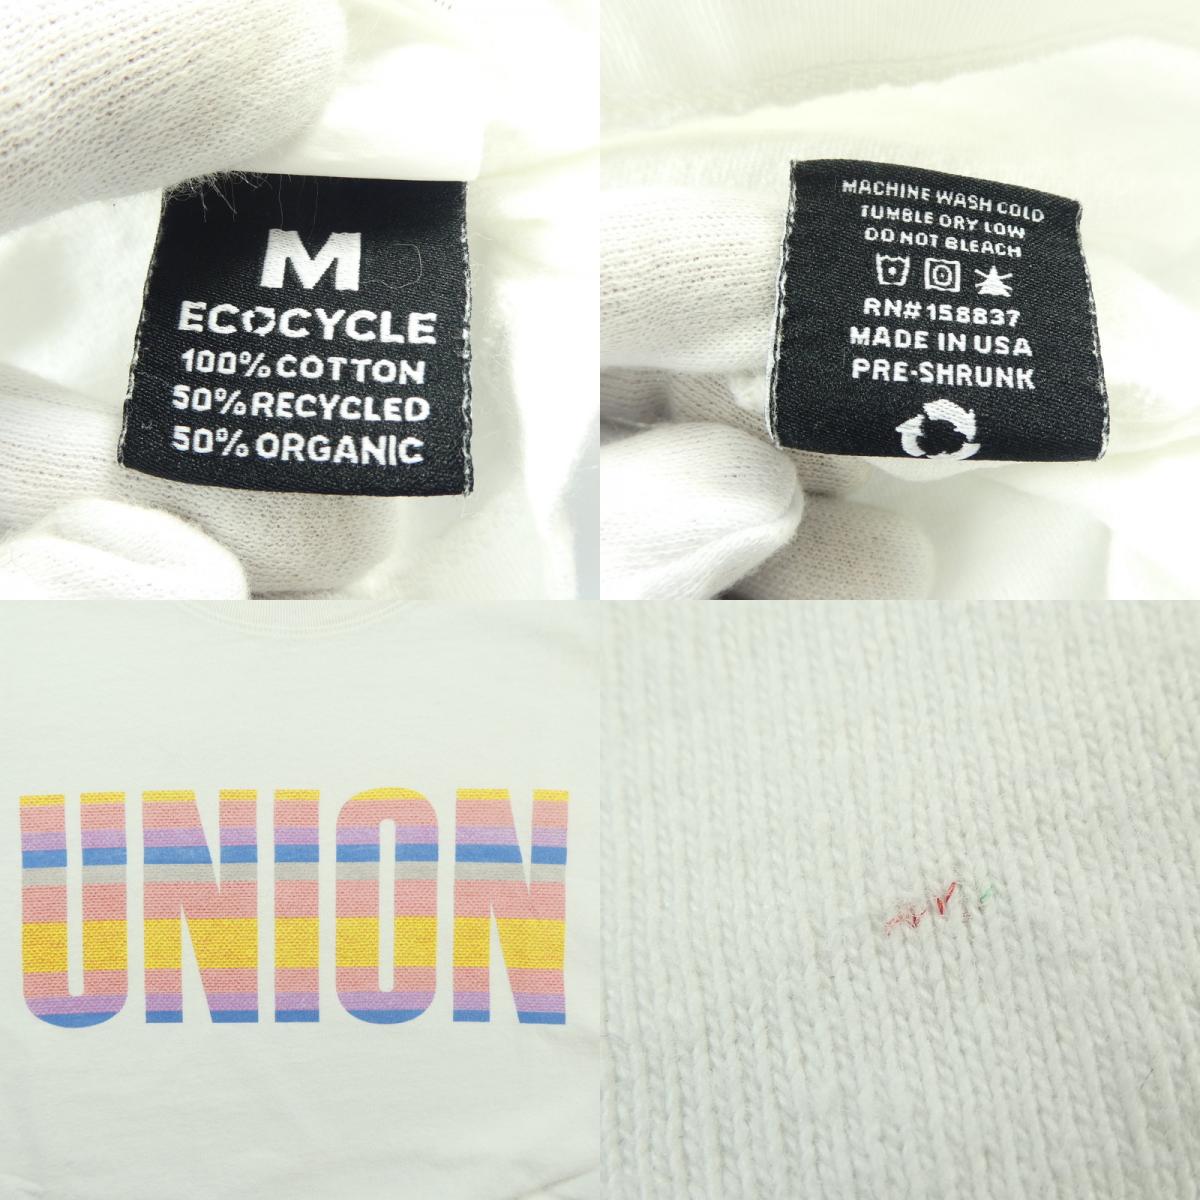 M
ECOCYCLE
100% COTTON
50% RECYCLED
50% ORGANIC
MACHINE WASH COLD
TUMBLE DRY LOW
DO NOT BLEACH
RN# 158837
MADE IN USA
PRE-SHRUNK
UNION